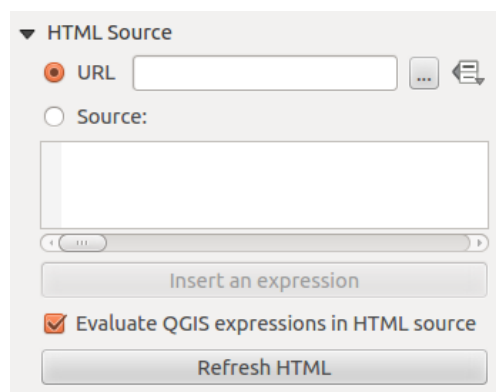 HTML Source
URL
...
Source:
Insert an expression
Evaluate QGIS expressions in HTML source
Refresh HTML